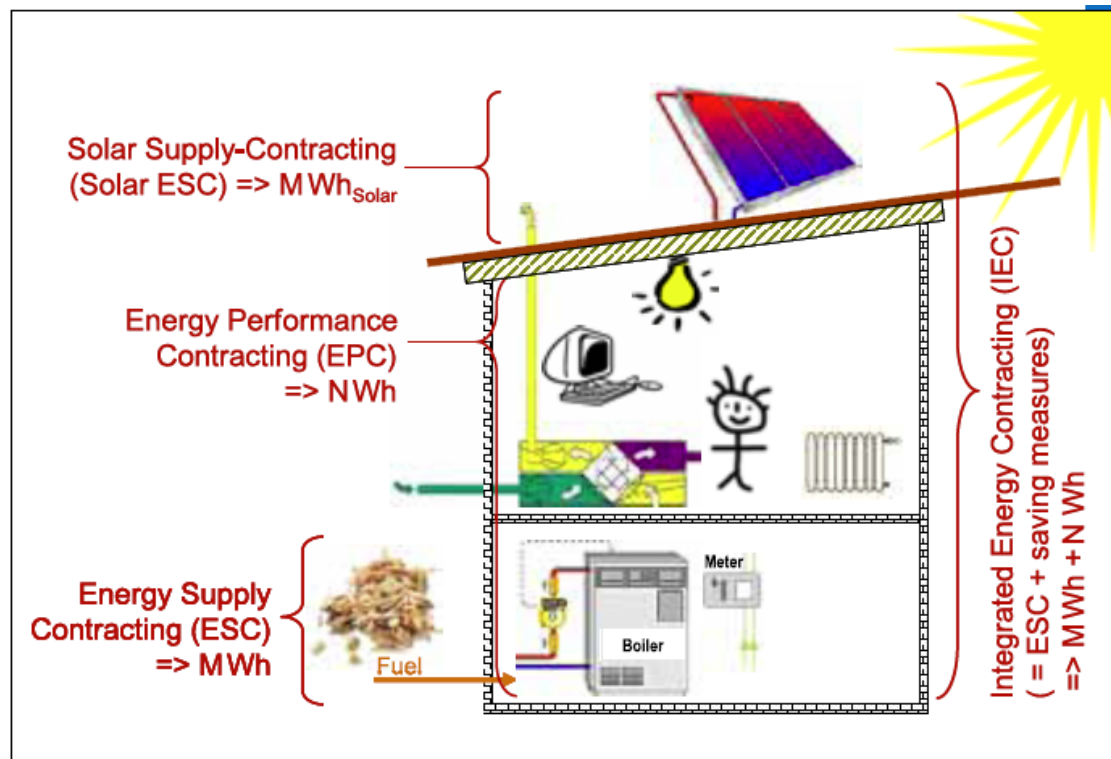 Solar Supply-Contracting
(Solar ESC) => MWhSolar
Energy Performance
Contracting (EPC)
=> NWh
Energy Supply
Contracting (ESC)
=> MWh
Fuel
Boiler
Meter
Integrated Energy Contracting (IEC)
( = ESC + saving measures)
=> MWh + N Wh